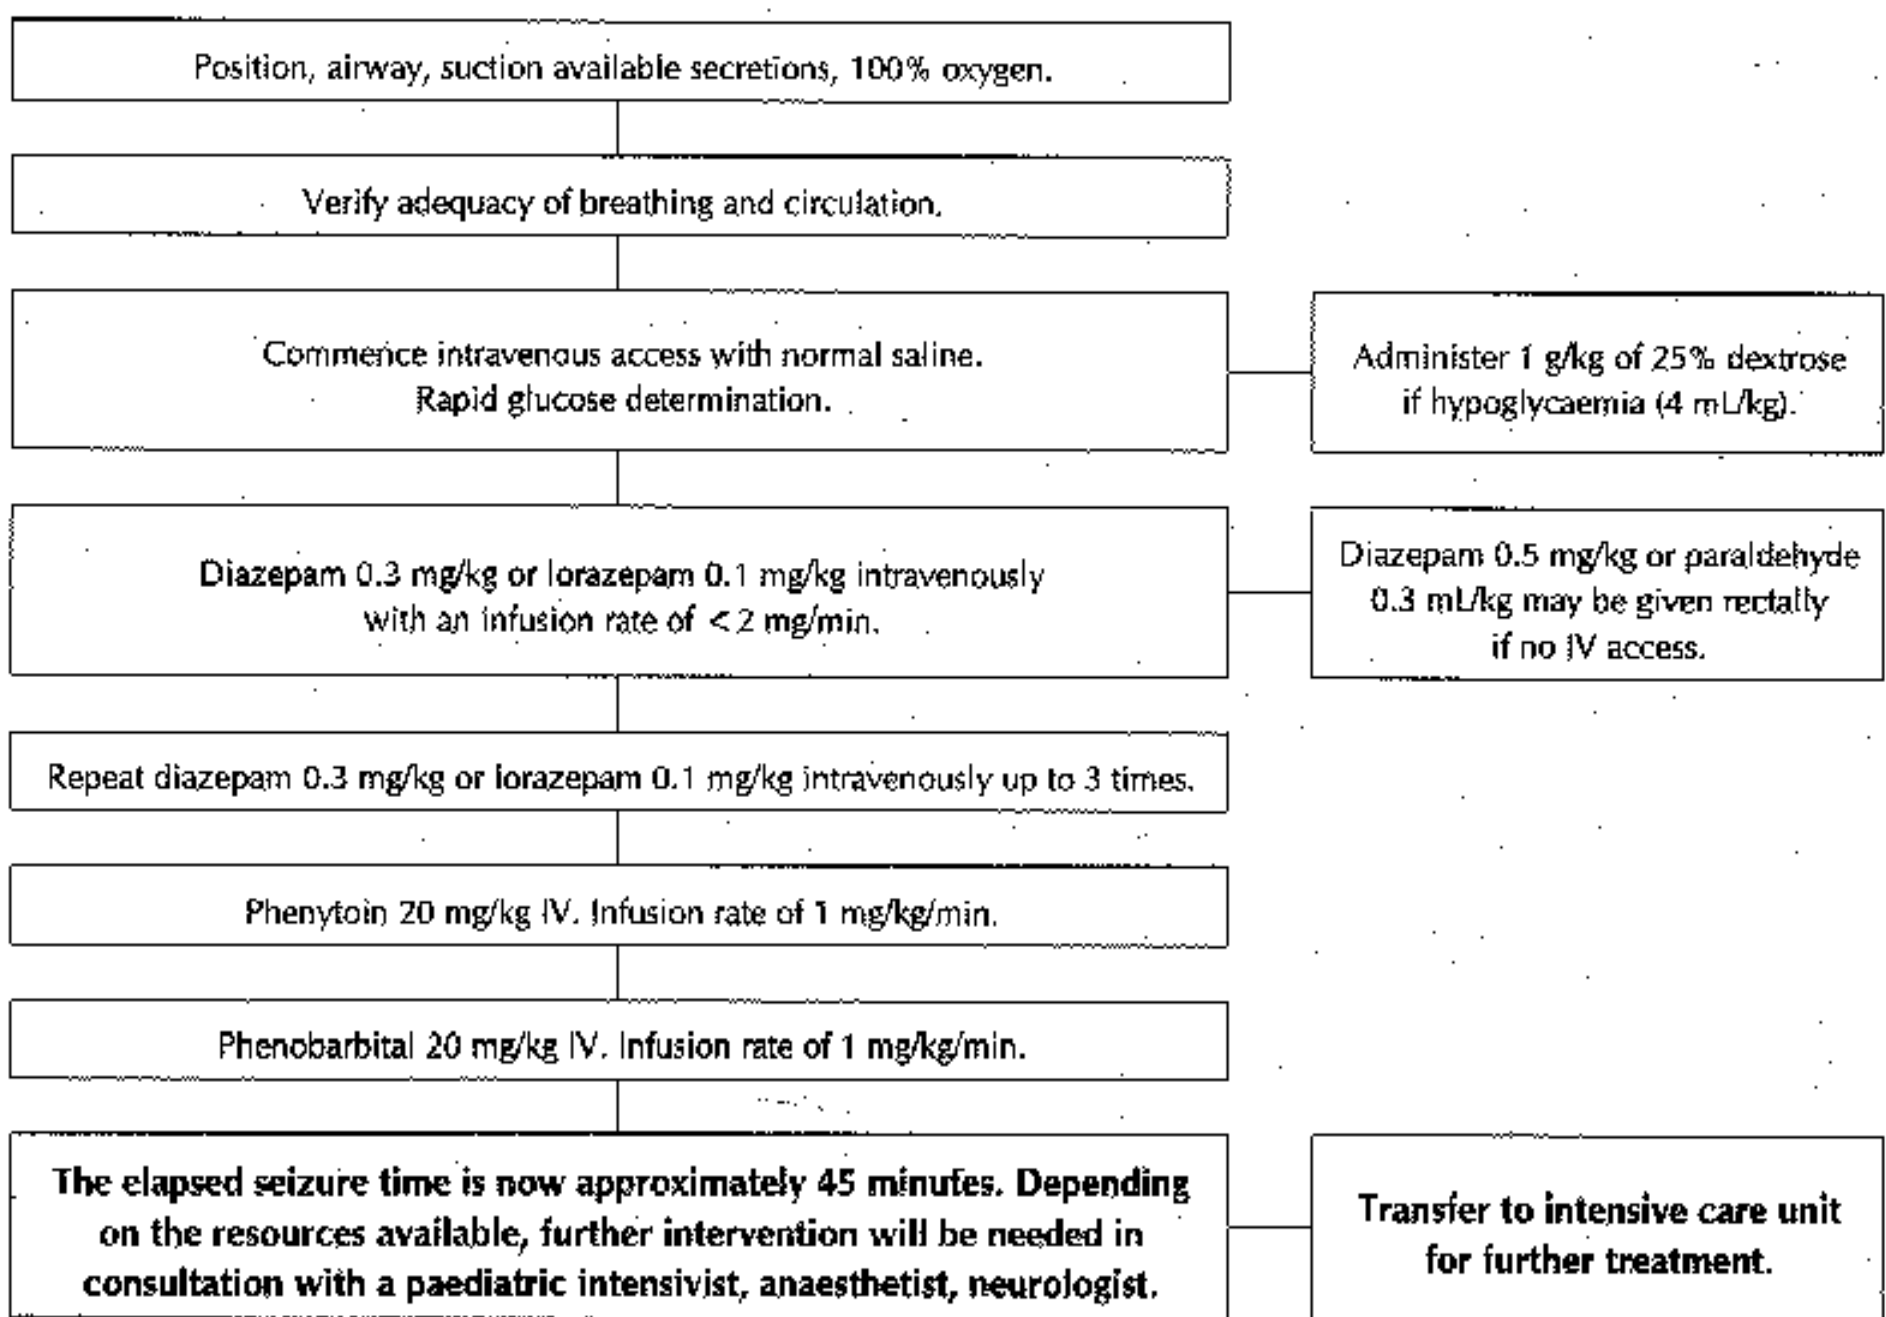 Position, airway, suction available secretions, 100% oxygen.
Verify adequacy of breathing and circulation.
Commence intravenous access with normal saline.
Rapid glucose determination.
Administer 1 g/kg of 25% dextrose
if hypoglycaemia (4 mL/kg).
Diazepam 0.3 mg/kg or lorazepam 0.1 mg/kg intravenously
with an infusion rate of <2 mg/min.
Diazepam 0.5 mg/kg or paraldehyde
0.3 mL/kg may be given rectally
if no IV access.
Repeat diazepam 0.3 mg/kg or lorazepam 0.1 mg/kg intravenously up to 3 times.
Phenytoin 20 mg/kg IV. Infusion rate of 1 mg/kg/min.
Phenobarbital 20 mg/kg IV. Infusion rate of 1 mg/kg/min.
The elapsed seizure time is now approximately 45 minutes. Depending
on the resources available, further intervention will be needed in
consultation with a paediatric intensivist, anaesthetist, neurologist.
Transfer to intensive care unit
for further treatment.